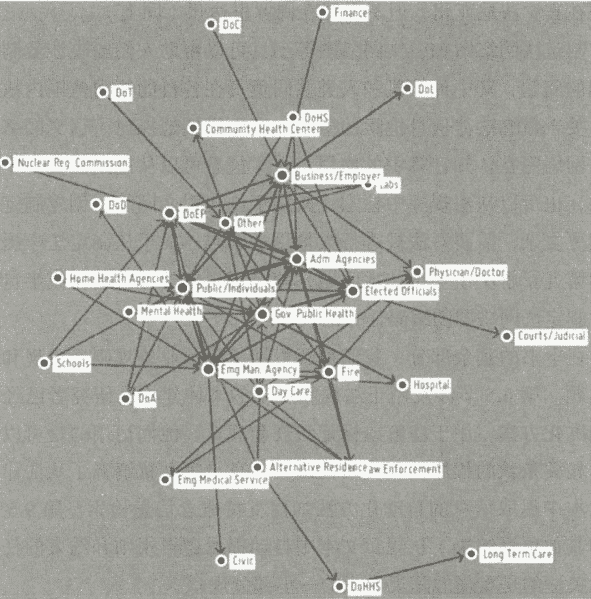 Finance
DoC
DoL
DoT
DoHS
Community Health Center
Nuclear Reg. Commission
Business/Employer
Labs
DoD
DoEP
Other
Adm. Agencies
Physician/Doctor
Home Health Agencies
Public/Individuals
Elected Officials
Mental Health
Gov. Public Health
Courts/Judicial
Schools
Emg Man. Agency
Fire
Hospital
DoA
Day Care
Alternative Residence
aw Enforcement
Emg Medical Service
Civic
Long Term Care
DoHHS